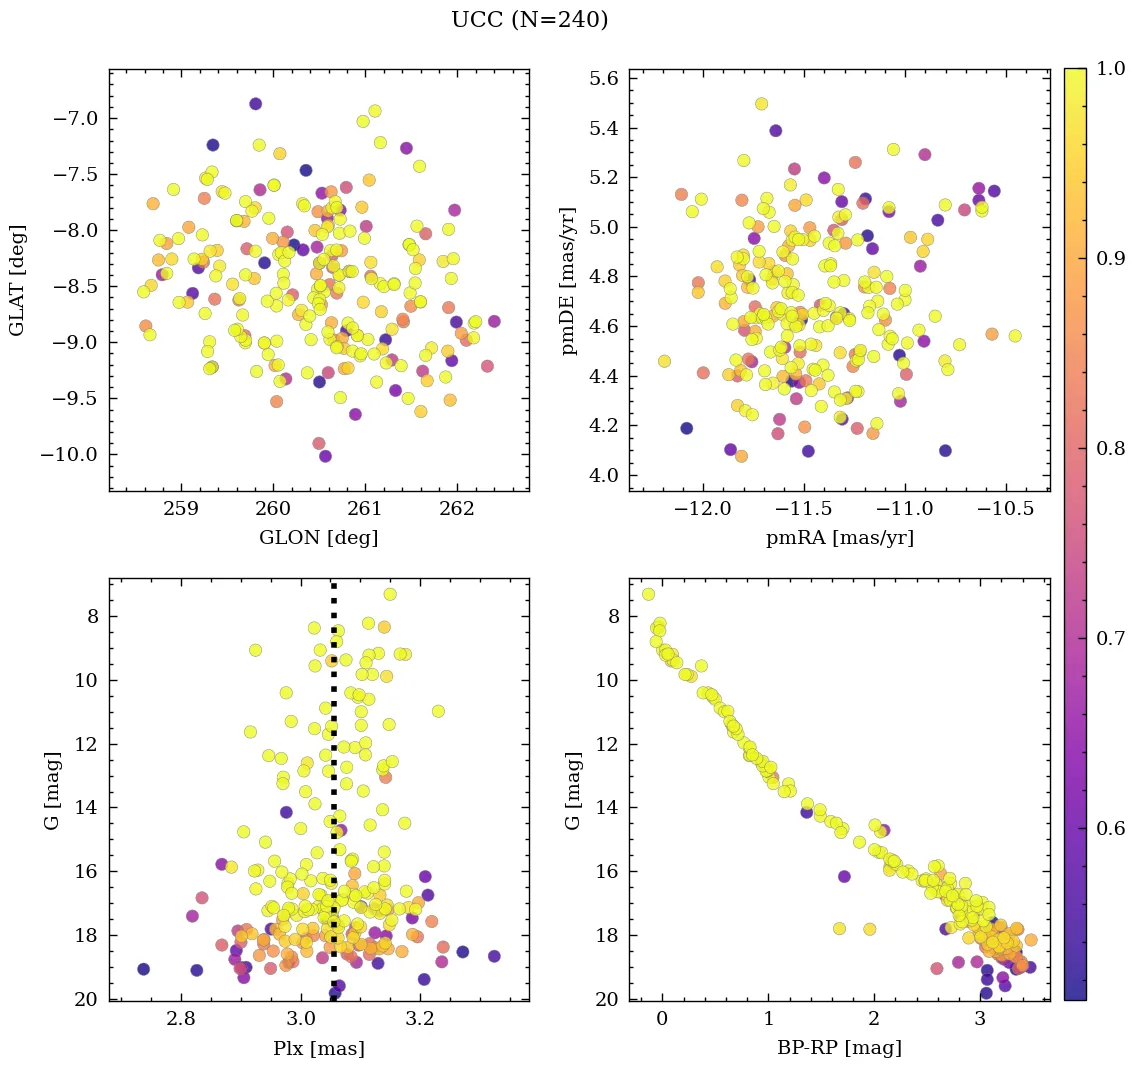 UCC (N=240)
−7.0
−7.5
−8.0
−8.5
−9.0
−9.5
−10.0
GLAT [deg]
259 260 261 262
GLON [deg]
5.6
5.4
5.2
5.0
4.8
4.6
4.4
4.2
4.0
pmDE [mas/yr]
−12.0 −11.5 −11.0 −10.5
pmRA [mas/yr]
1.0
0.9
0.8
0.7
0.6
8
10
12
14
16
18
20
G [mag]
2.8 3.0 3.2
Plx [mas]
8
10
12
14
16
18
20
G [mag]
0 1 2 3
BP-RP [mag]